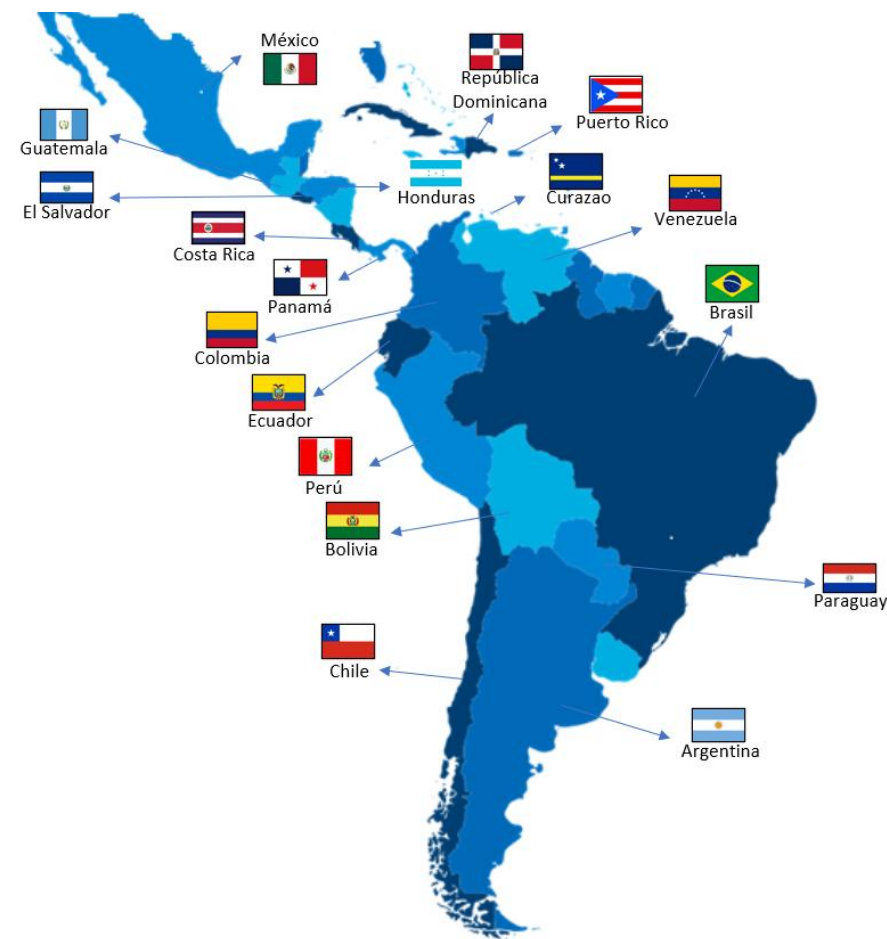 México
República
Dominicana
Puerto Rico
Guatemala
Honduras
Curazao
El Salvador
Venezuela
Costa Rica
Panamá
Brasil
Colombia
Ecuador
Perú
Bolivia
Paraguay
Chile
Argentina